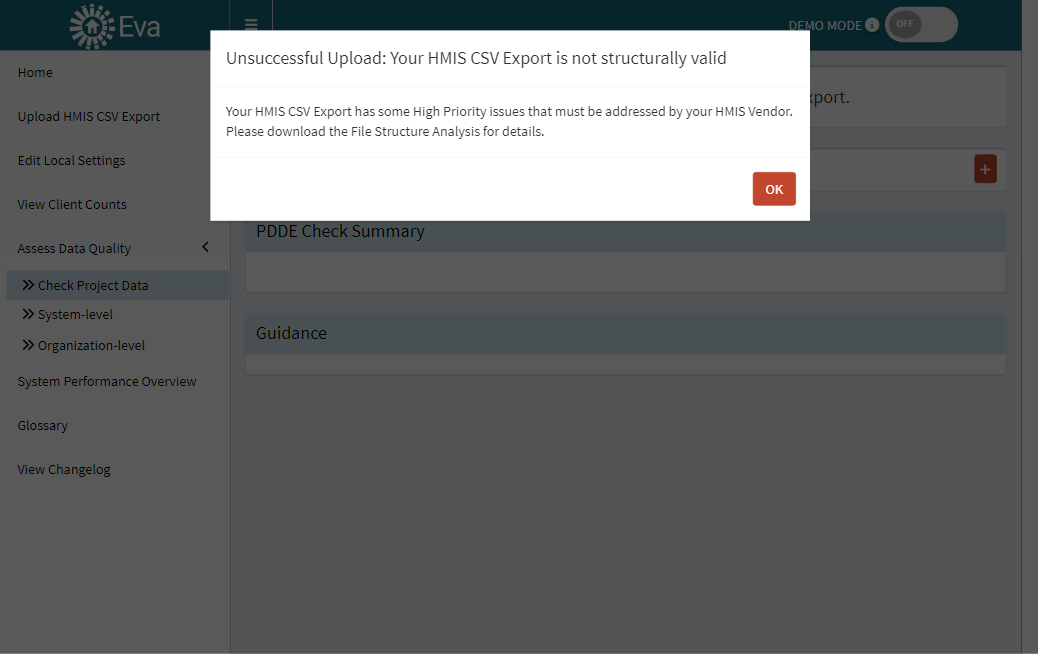 Eva
DEMO MODE
OFF
Unsuccessful Upload: Your HMIS CSV Export is not structurally valid
Your HMIS CSV Export has some High Priority issues that must be addressed by your HMIS Vendor.
Please download the File Structure Analysis for details.
OK
Home
Upload HMIS CSV Export
Edit Local Settings
View Client Counts
Assess Data Quality
Check Project Data
System-level
Organization-level
System Performance Overview
Glossary
View Changelog
port.
PDDE Check Summary
Guidance